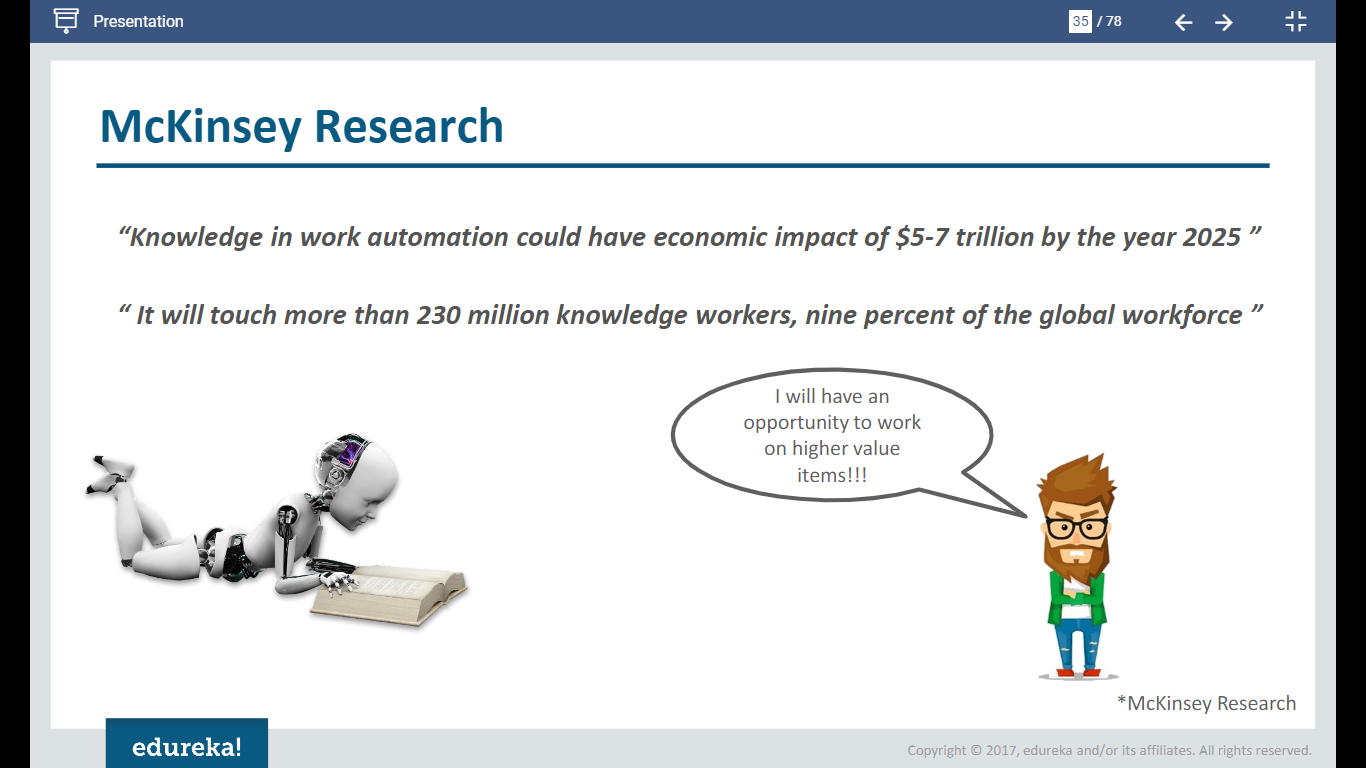 Presentation
35 / 78
McKinsey Research
“Knowledge in work automation could have economic impact of $5-7 trillion by the year 2025 ”
“ It will touch more than 230 million knowledge workers, nine percent of the global workforce ”
I will have an
opportunity to work
on higher value
items!!!
*McKinsey Research
edureka!
Copyright © 2017, edureka and/or its affiliates. All rights reserved.